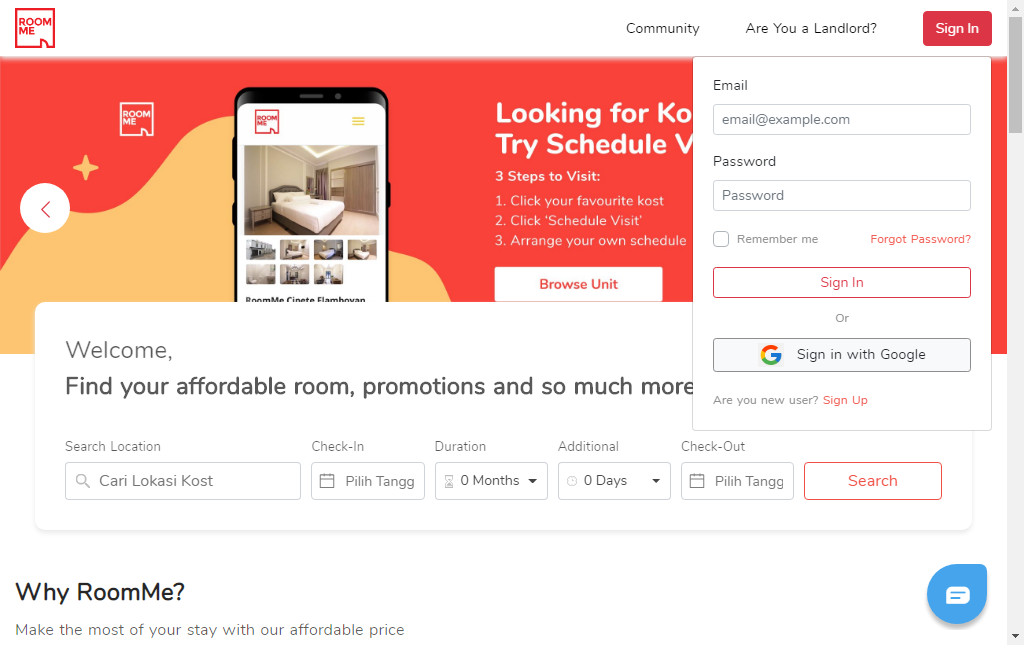 ROOM
ME
Community
Are You a Landlord?
Sign In
ROOM
ME
ROOM
ME
RoomMe Cipete Flamboyan
Looking for Ko
Try Schedule V
3 Steps to Visit:
1. Click your favourite kost
2. Click ‘Schedule Visit’
3. Arrange your own schedule
Browse Unit
Email
email@example.com
Password
Password
Remember me
Forgot Password?
Sign In
Or
Sign in with Google
Are you new user? Sign Up
Welcome,
Find your affordable room, promotions and so much more
Search Location
Check-In
Duration
Additional
Check-Out
Cari Lokasi Kost
Pilih Tangg
0 Months
0 Days
Pilih Tangg
Search
Why RoomMe?
Make the most of your stay with our affordable price